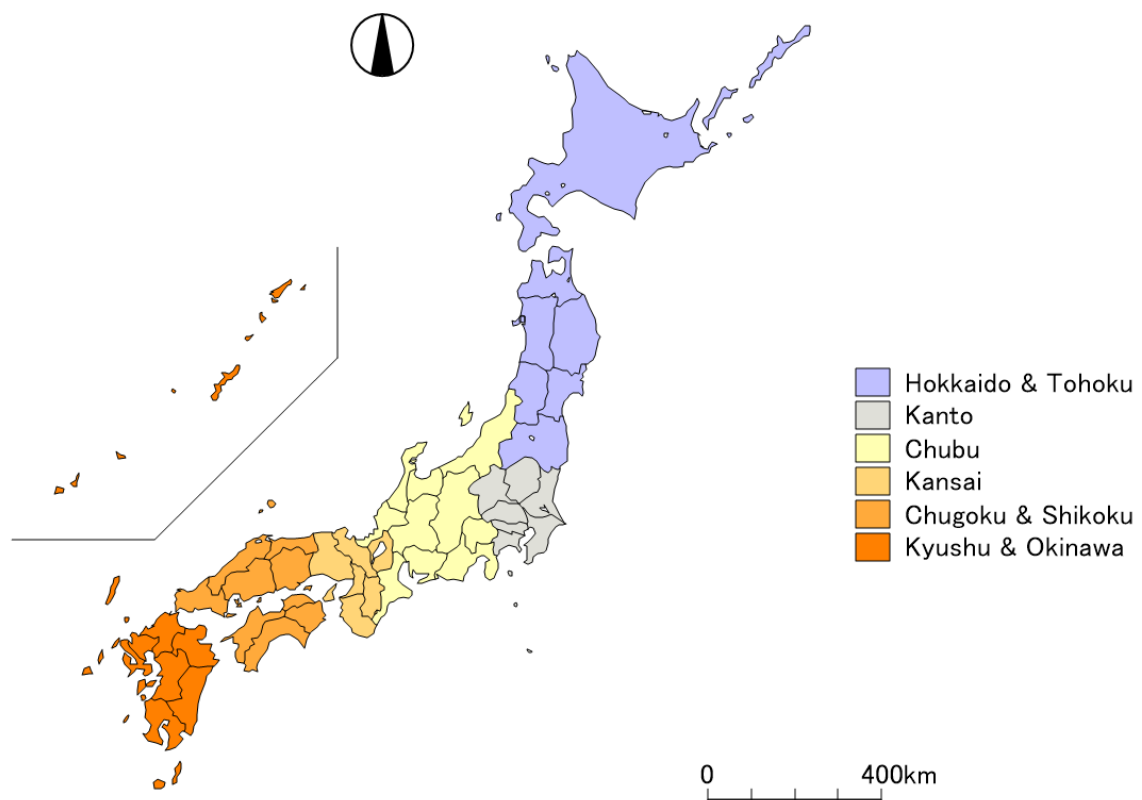 Hokkaido & Tohoku
Kanto
Chubu
Kansai
Chugoku & Shikoku
Kyushu & Okinawa
0 400km